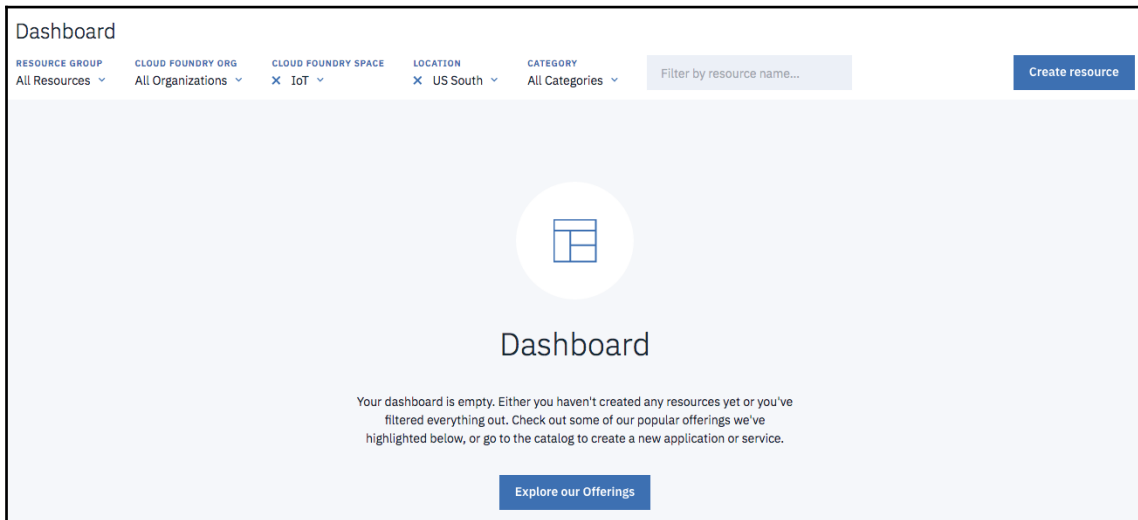 Dashboard
RESOURCE GROUP CLOUD FOUNDRY ORG CLOUD FOUNDRY SPACE LOCATION CATEGORY
All Resources All Organizations × IoT × US South All Categories Filter by resource name... Create resource
Dashboard
Your dashboard is empty. Either you haven't created any resources yet or you've
filtered everything out. Check out some of our popular offerings we've
highlighted below, or go to the catalog to create a new application or service.
Explore our Offerings